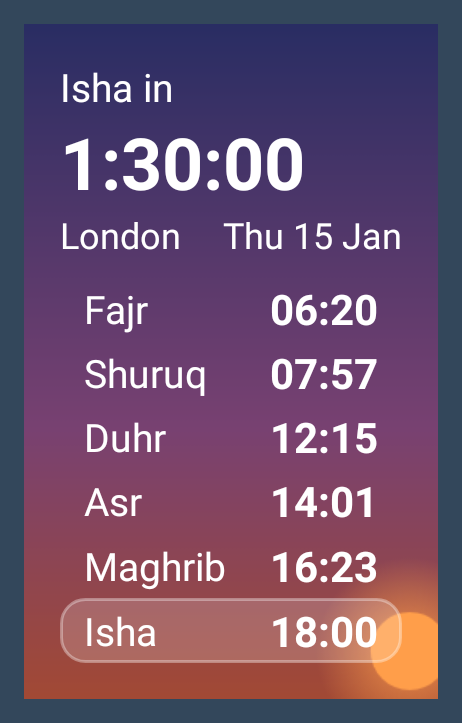 Isha in
1:30:00
London Thu 15 Jan
Fajr 06:20
Shuruq 07:57
Duhr 12:15
Asr 14:01
Maghrib 16:23
Isha 18:00